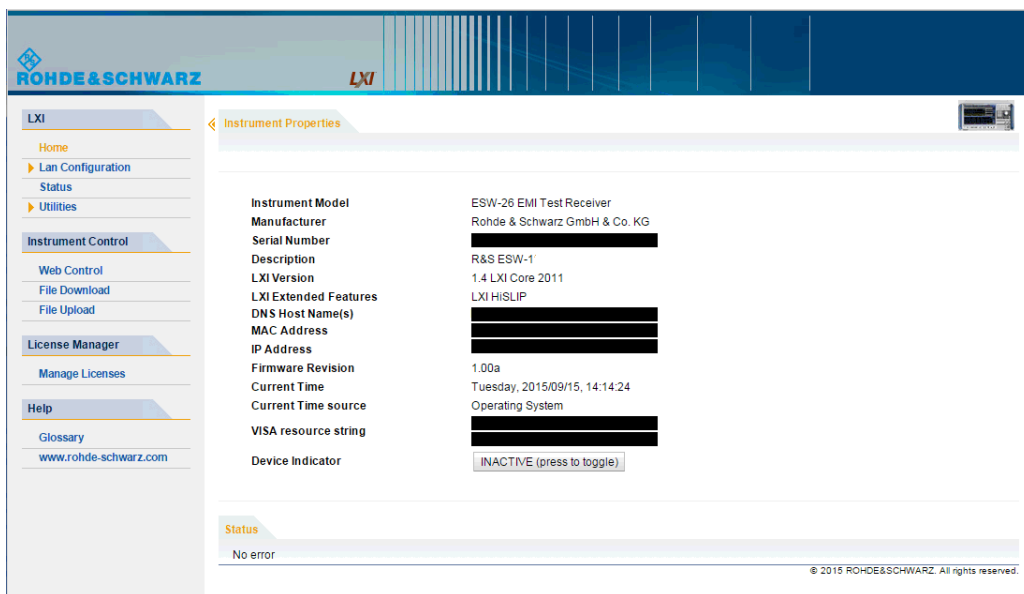 ROHDE&SCHWARZ
LXI
LXI
Home
Lan Configuration
Status
Utilities
Instrument Control
Web Control
File Download
File Upload
License Manager
Manage Licenses
Help
Glossary
www.rohde-schwarz.com
Instrument Properties
Instrument Model ESW-26 EMI Test Receiver
Manufacturer Rohde & Schwarz GmbH & Co. KG
Serial Number
Description R&S ESW-1
LXI Version 1.4 LXI Core 2011
LXI Extended Features LXI HiSLIP
DNS Host Name(s)
MAC Address
IP Address
Firmware Revision 1.00a
Current Time Tuesday, 2015/09/15, 14:14:24
Current Time source Operating System
VISA resource string
Device Indicator INACTIVE (press to toggle)
Status
No error
© 2015 ROHDE&SCHWARZ. All rights reserved.